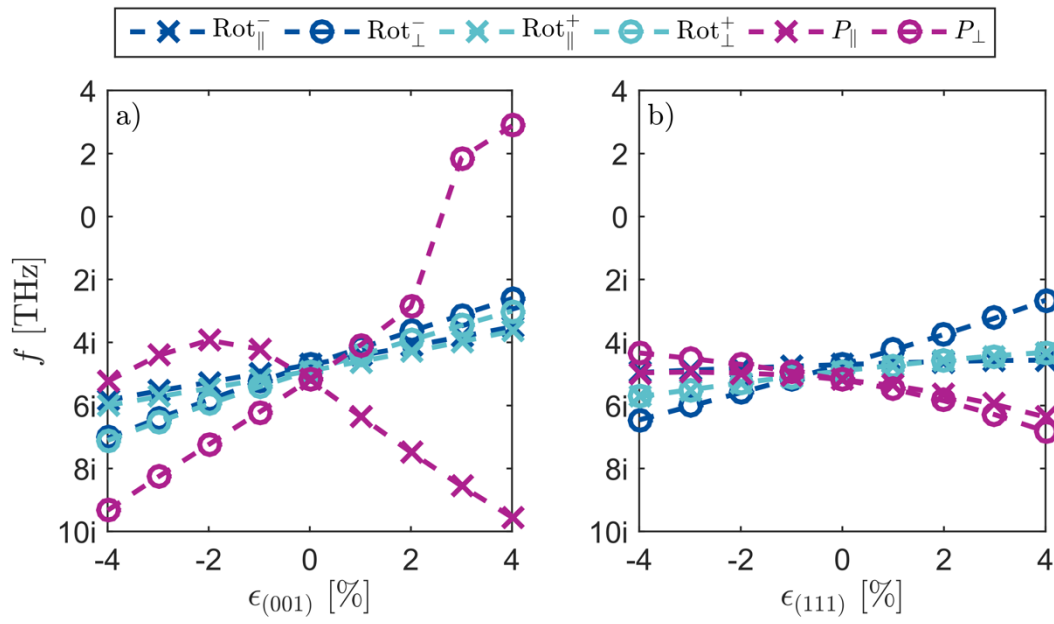 Rot∥⁻ Rot⊥⁻ Rot∥⁺ Rot⊥⁺ P∥ P⊥
a)
4
2
0
2i
4i
6i
8i
10i
f [THz]
-4 -2 0 2 4
ϵ(001) [%]
b)
4
2
0
2i
4i
6i
8i
10i
-4 -2 0 2 4
ϵ(111) [%]